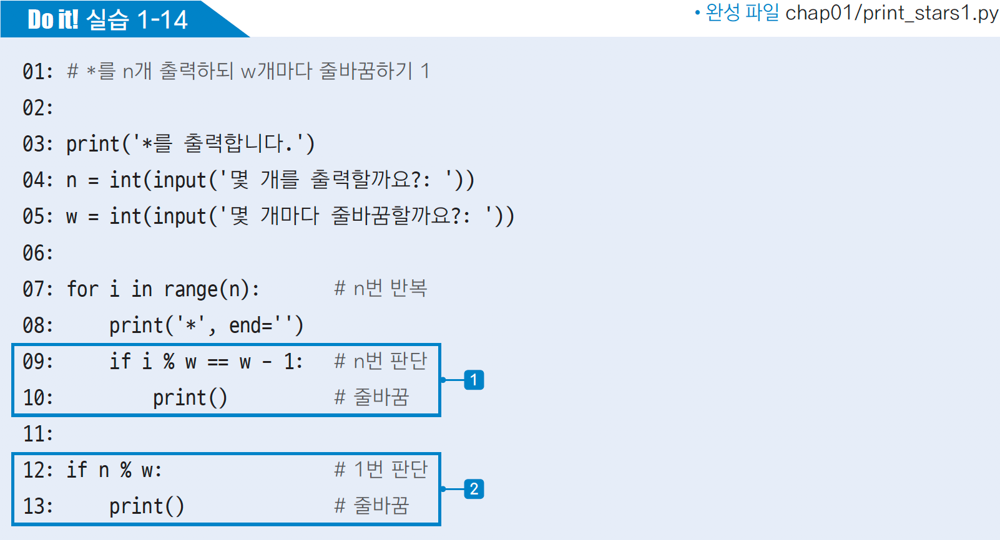 Do it! 실습 1-14
• 완성 파일 chap01/print_stars1.py
01: # *를 n개 출력하되 w개마다 줄바꿈하기 1
02:
03: print('*를 출력합니다.')
04: n = int(input('몇 개를 출력할까요?: '))
05: w = int(input('몇 개마다 줄바꿈할까요?: '))
06:
07: for i in range(n):        # n번 반복
08:     print('*', end='')
09:     if i % w == w - 1:    # n번 판단
1
10:         print()           # 줄바꿈
11:
12: if n % w:                 # 1번 판단
2
13:     print()               # 줄바꿈